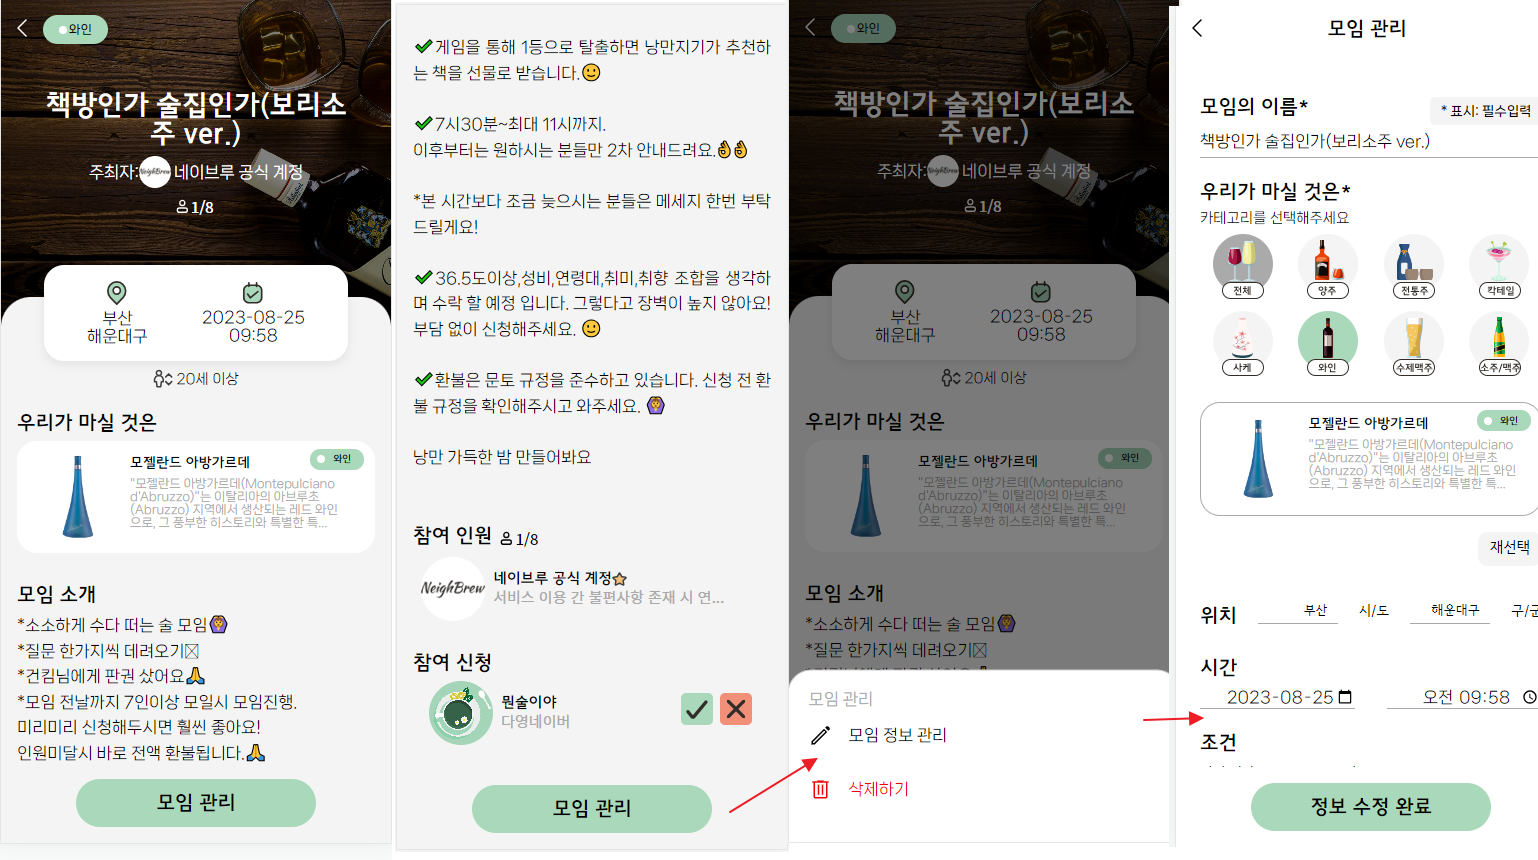 와인
책방인가 술집인가(보리소
주 ver.)
주최자: NeighBrew 네이브루 공식 계정
1/8
부산
해운대구
2023-08-25
09:58
20세 이상
우리가 마실 것은
모젤란드 아방가르데
와인
"모젤란드 아방가르데(Montepulciano
d'Abruzzo)"는 이탈리아의 아브루초
(Abruzzo) 지역에서 생산되는 레드 와인
으로, 그 풍부한 히스토리와 특별한 특...
모임 소개
*소소하게 수다 떠는 술 모임🙆‍♀️
*질문 한가지씩 데려오기
*건킴님에게 판권 샀어요🙏
*모임 전날까지 7인이상 모일시 모임진행.
미리미리 신청해두시면 훨씬 좋아요!
인원미달시 바로 전액 환불됩니다.🙏
모임 관리
✔게임을 통해 1등으로 탈출하면 낭만지기가 추천하
는 책을 선물로 받습니다.🙂
✔7시30분~최대 11시까지.
이후부터는 원하시는 분들만 2차 안내드려요.👌👌
*본 시간보다 조금 늦으시는 분들은 메세지 한번 부탁
드릴게요!
✔36.5도이상,성비,연령대,취미,취향 조합을 생각하
며 수락 할 예정 입니다. 그렇다고 장벽이 높지 않아요!
부담 없이 신청해주세요. 🙂
✔환불은 문토 규정을 준수하고 있습니다. 신청 전 환
불 규정을 확인해주시고 와주세요. 🙆‍♀️
낭만 가득한 밤 만들어봐요
참여 인원 1/8
NeighBrew
네이브루 공식 계정⭐
서비스 이용 간 불편사항 존재 시 연...
참여 신청
뭔술이야
다영네이버
모임 관리
와인
책방인가 술집인가(보리소
주 ver.)
주최자: NeighBrew 네이브루 공식 계정
1/8
부산
해운대구
2023-08-25
09:58
20세 이상
우리가 마실 것은
모젤란드 아방가르데
와인
"모젤란드 아방가르데(Montepulciano
d'Abruzzo)"는 이탈리아의 아브루초
(Abruzzo) 지역에서 생산되는 레드 와인
으로, 그 풍부한 히스토리와 특별한 특...
모임 소개
*소소하게 수다 떠는 술 모임🙆‍♀️
*질문 한가지씩 데려오기
모임 관리
모임 정보 관리
삭제하기
모임 관리
모임의 이름*
* 표시: 필수입력
책방인가 술집인가(보리소주 ver.)
우리가 마실 것은*
카테고리를 선택해주세요
전체 양주 전통주 칵테일
사케 와인 수제맥주 소주/맥주
모젤란드 아방가르데
와인
"모젤란드 아방가르데(Montepulciano
d'Abruzzo)"는 이탈리아의 아브루초
(Abruzzo) 지역에서 생산되는 레드 와인
으로, 그 풍부한 히스토리와 특별한 특...
재선택
위치 부산 시/도 해운대구 구/군
시간
2023-08-25 오전 09:58
조건
정보 수정 완료